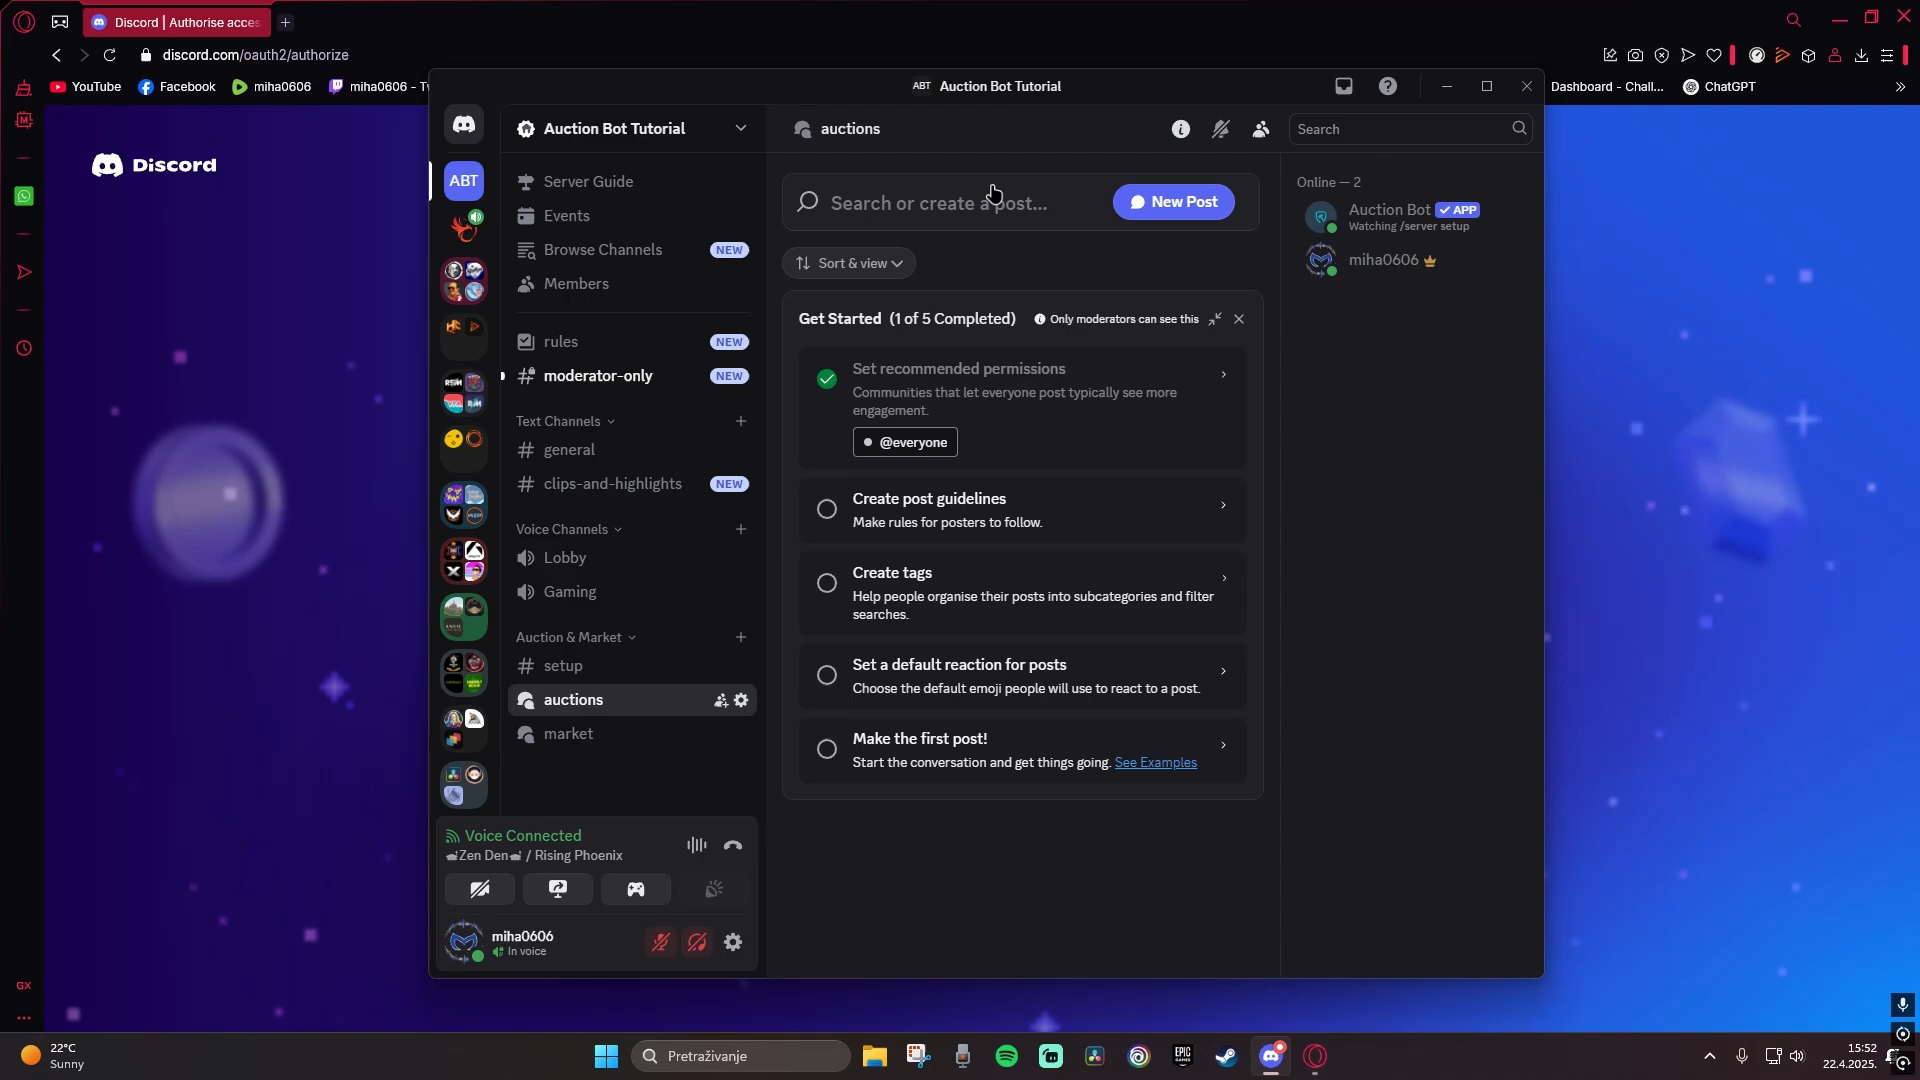 Discord | Authorise acces
discord.com/oauth2/authorize
YouTube
Facebook
miha0606
miha0606 - Tw
Dashboard - Chall...
ChatGPT
Discord
ABT Auction Bot Tutorial
Auction Bot Tutorial
auctions
Search
ABT
Server Guide
Events
Browse Channels NEW
Members
rules NEW
moderator-only NEW
Text Channels
general
clips-and-highlights NEW
Voice Channels
Lobby
Gaming
Auction & Market
setup
auctions
market
Voice Connected
Zen Den / Rising Phoenix
miha0606
In voice
Search or create a post...
New Post
Sort & view
Get Started (1 of 5 Completed)
Only moderators can see this
Set recommended permissions
Communities that let everyone post typically see more
engagement.
@everyone
Create post guidelines
Make rules for posters to follow.
Create tags
Help people organise their posts into subcategories and filter
searches.
Set a default reaction for posts
Choose the default emoji people will use to react to a post.
Make the first post!
Start the conversation and get things going. See Examples
Online — 2
Auction Bot APP
Watching /server setup
miha0606
GX
22°C
Sunny
Pretraživanje
EPIC
GAMES
15:52
22.4.2025.